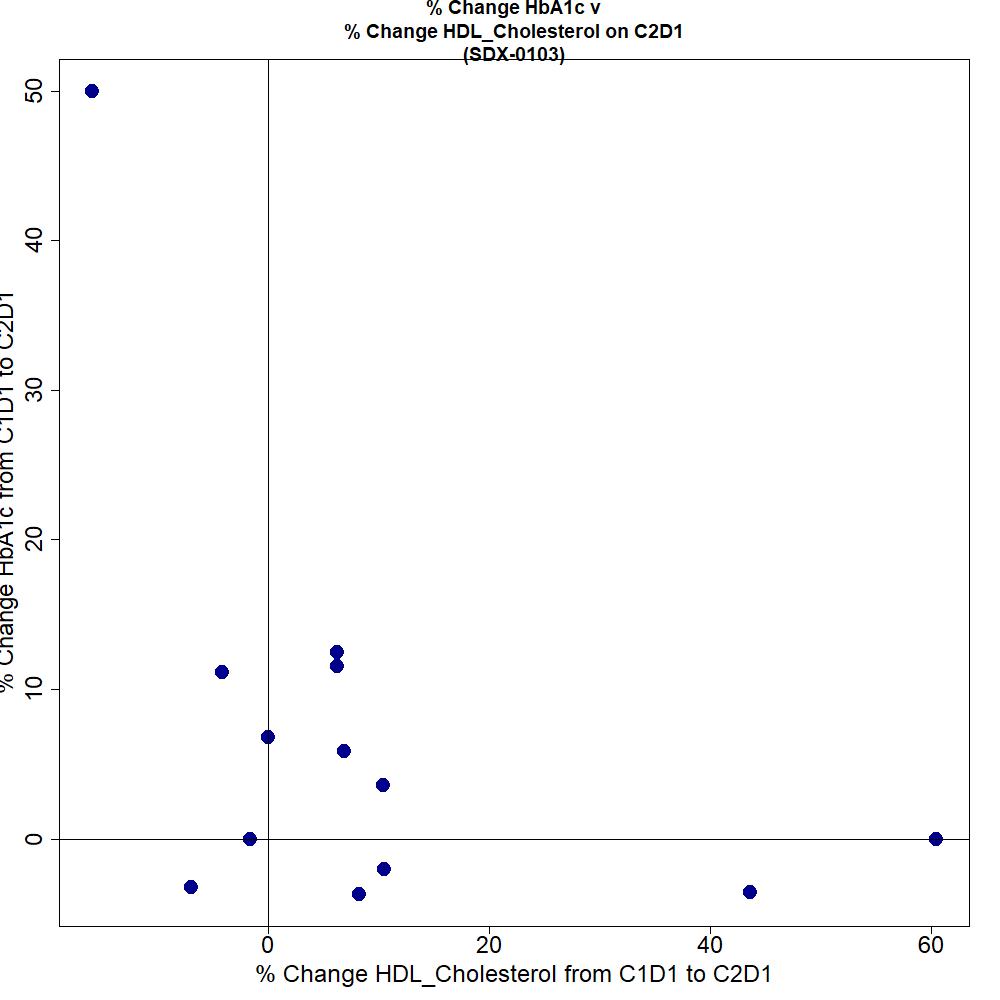 % Change HbA1c v
% Change HDL_Cholesterol on C2D1
(SDX-0103)
% Change HbA1c from C1D1 to C2D1
50
40
30
20
10
0
0
20
40
60
% Change HDL_Cholesterol from C1D1 to C2D1